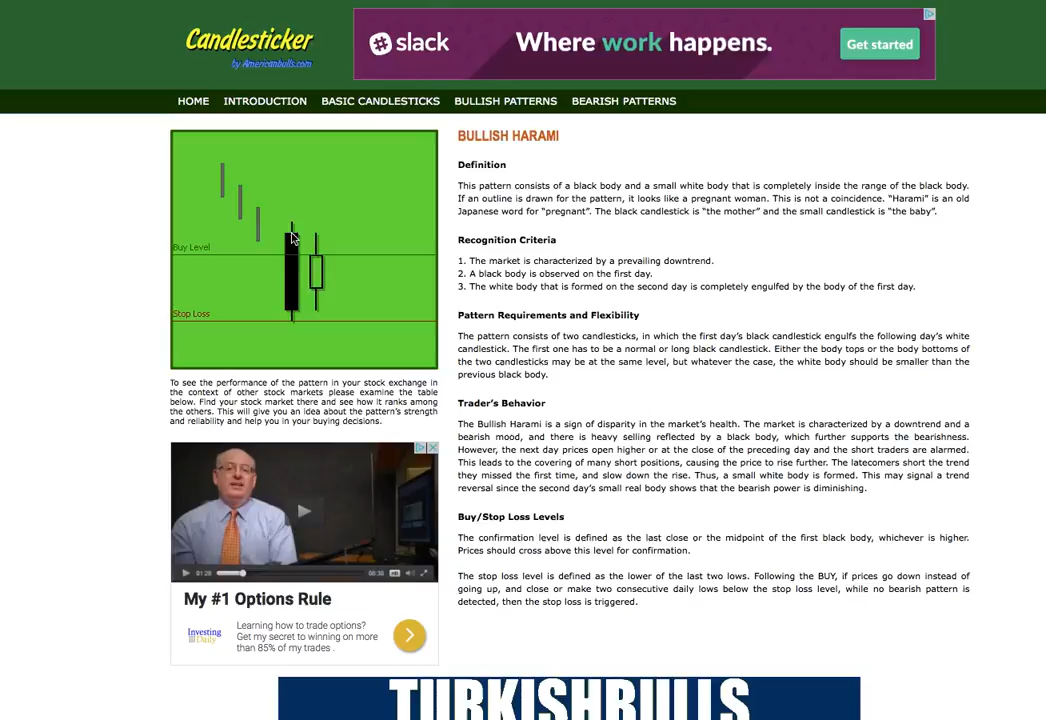 Candlesticker
by Americanbulls.com
slack
Where work happens.
Get started
HOME INTRODUCTION BASIC CANDLESTICKS BULLISH PATTERNS BEARISH PATTERNS
Buy Level
Stop Loss
To see the performance of the pattern in your stock exchange in
the context of other stock markets please examine the table
below. Find your stock market there and see how it ranks among
the others. This will give you an idea about the pattern's strength
and reliability and help you in your buying decisions.
01:29
00:38
HD
My #1 Options Rule
Investing
Daily
Learning how to trade options?
Get my secret to winning on more
than 85% of my trades .
BULLISH HARAMI
Definition
This pattern consists of a black body and a small white body that is completely inside the range of the black body.
If an outline is drawn for the pattern, it looks like a pregnant woman. This is not a coincidence. “Harami” is an old
Japanese word for “pregnant”. The black candlestick is “the mother” and the small candlestick is “the baby”.
Recognition Criteria
1. The market is characterized by a prevailing downtrend.
2. A black body is observed on the first day.
3. The white body that is formed on the second day is completely engulfed by the body of the first day.
Pattern Requirements and Flexibility
The pattern consists of two candlesticks, in which the first day’s black candlestick engulfs the following day’s white
candlestick. The first one has to be a normal or long black candlestick. Either the body tops or the body bottoms of
the two candlesticks may be at the same level, but whatever the case, the white body should be smaller than the
previous black body.
Trader’s Behavior
The Bullish Harami is a sign of disparity in the market’s health. The market is characterized by a downtrend and a
bearish mood, and there is heavy selling reflected by a black body, which further supports the bearishness.
However, the next day prices open higher or at the close of the preceding day and the short traders are alarmed.
This leads to the covering of many short positions, causing the price to rise further. The latecomers short the trend
they missed the first time, and slow down the rise. Thus, a small white body is formed. This may signal a trend
reversal since the second day’s small real body shows that the bearish power is diminishing.
Buy/Stop Loss Levels
The confirmation level is defined as the last close or the midpoint of the first black body, whichever is higher.
Prices should cross above this level for confirmation.
The stop loss level is defined as the lower of the last two lows. Following the BUY, if prices go down instead of
going up, and close or make two consecutive daily lows below the stop loss level, while no bearish pattern is
detected, then the stop loss is triggered.
TURKISHBULLS